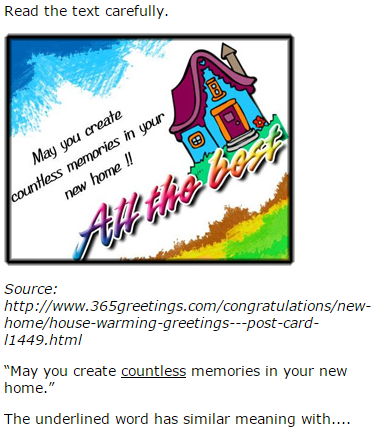 Read the text carefully.
May you create
countless memories in your
new home !!
All the best
Source:
http://www.365greetings.com/congratulations/new-
home/house-warming-greetings---post-card-
l1449.html
“May you create countless memories in your new
home.”
The underlined word has similar meaning with....